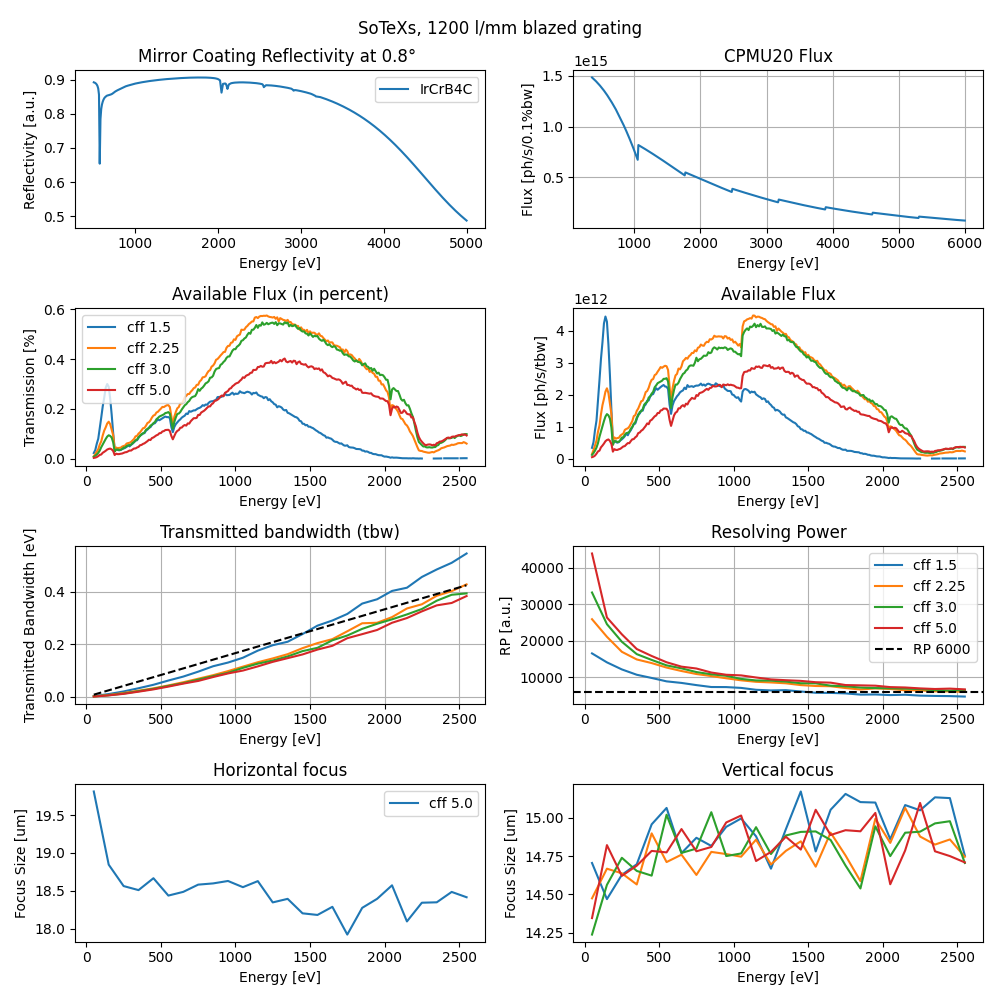 SoTeXs, 1200 l/mm blazed grating
Mirror Coating Reflectivity at 0.8°
Reflectivity [a.u.]
0.9
0.8
0.7
0.6
0.5
IrCrB4C
1000 2000 3000 4000 5000
Energy [eV]
CPMU20 Flux
1e15
Flux [ph/s/0.1%bw]
1.5
1.0
0.5
1000 2000 3000 4000 5000 6000
Energy [eV]
Available Flux (in percent)
Transmission [%]
0.6
0.4
0.2
0.0
cff 1.5
cff 2.25
cff 3.0
cff 5.0
0 500 1000 1500 2000 2500
Energy [eV]
Available Flux
1e12
Flux [ph/s/tbw]
4
3
2
1
0
0 500 1000 1500 2000 2500
Energy [eV]
Transmitted bandwidth (tbw)
Transmitted Bandwidth [eV]
0.4
0.2
0.0
0 500 1000 1500 2000 2500
Energy [eV]
Resolving Power
RP [a.u.]
40000
30000
20000
10000
cff 1.5
cff 2.25
cff 3.0
cff 5.0
RP 6000
0 500 1000 1500 2000 2500
Energy [eV]
Horizontal focus
Focus Size [um]
19.5
19.0
18.5
18.0
cff 5.0
0 500 1000 1500 2000 2500
Energy [eV]
Vertical focus
Focus Size [um]
15.00
14.75
14.50
14.25
0 500 1000 1500 2000 2500
Energy [eV]